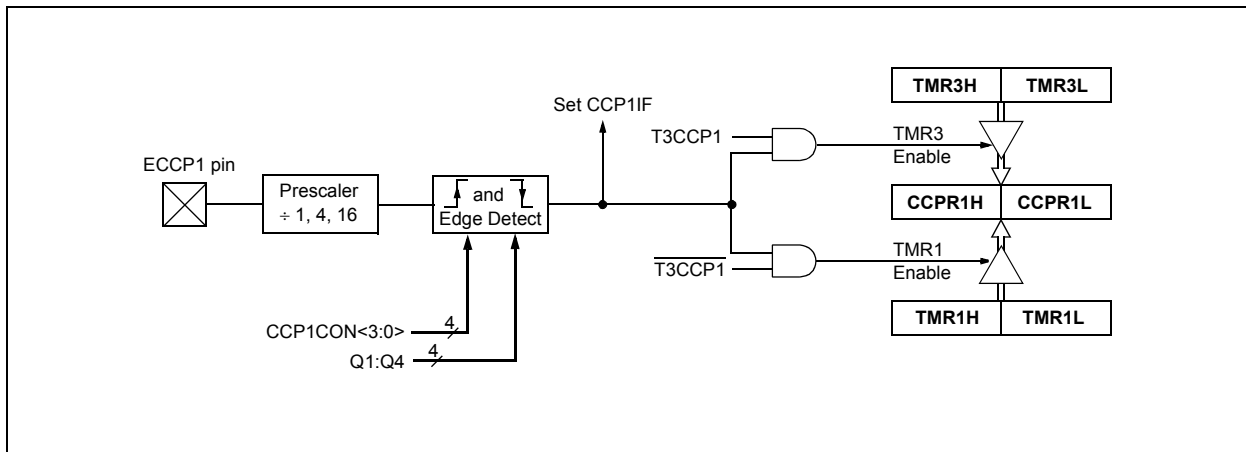 TMR3H TMR3L
Set CCP1IF
T3CCP1
TMR3
Enable
ECCP1 pin
Prescaler
÷ 1, 4, 16
and
Edge Detect
CCPR1H CCPR1L
T3CCP1
TMR1
Enable
TMR1H TMR1L
CCP1CON<3:0>
4
Q1:Q4
4